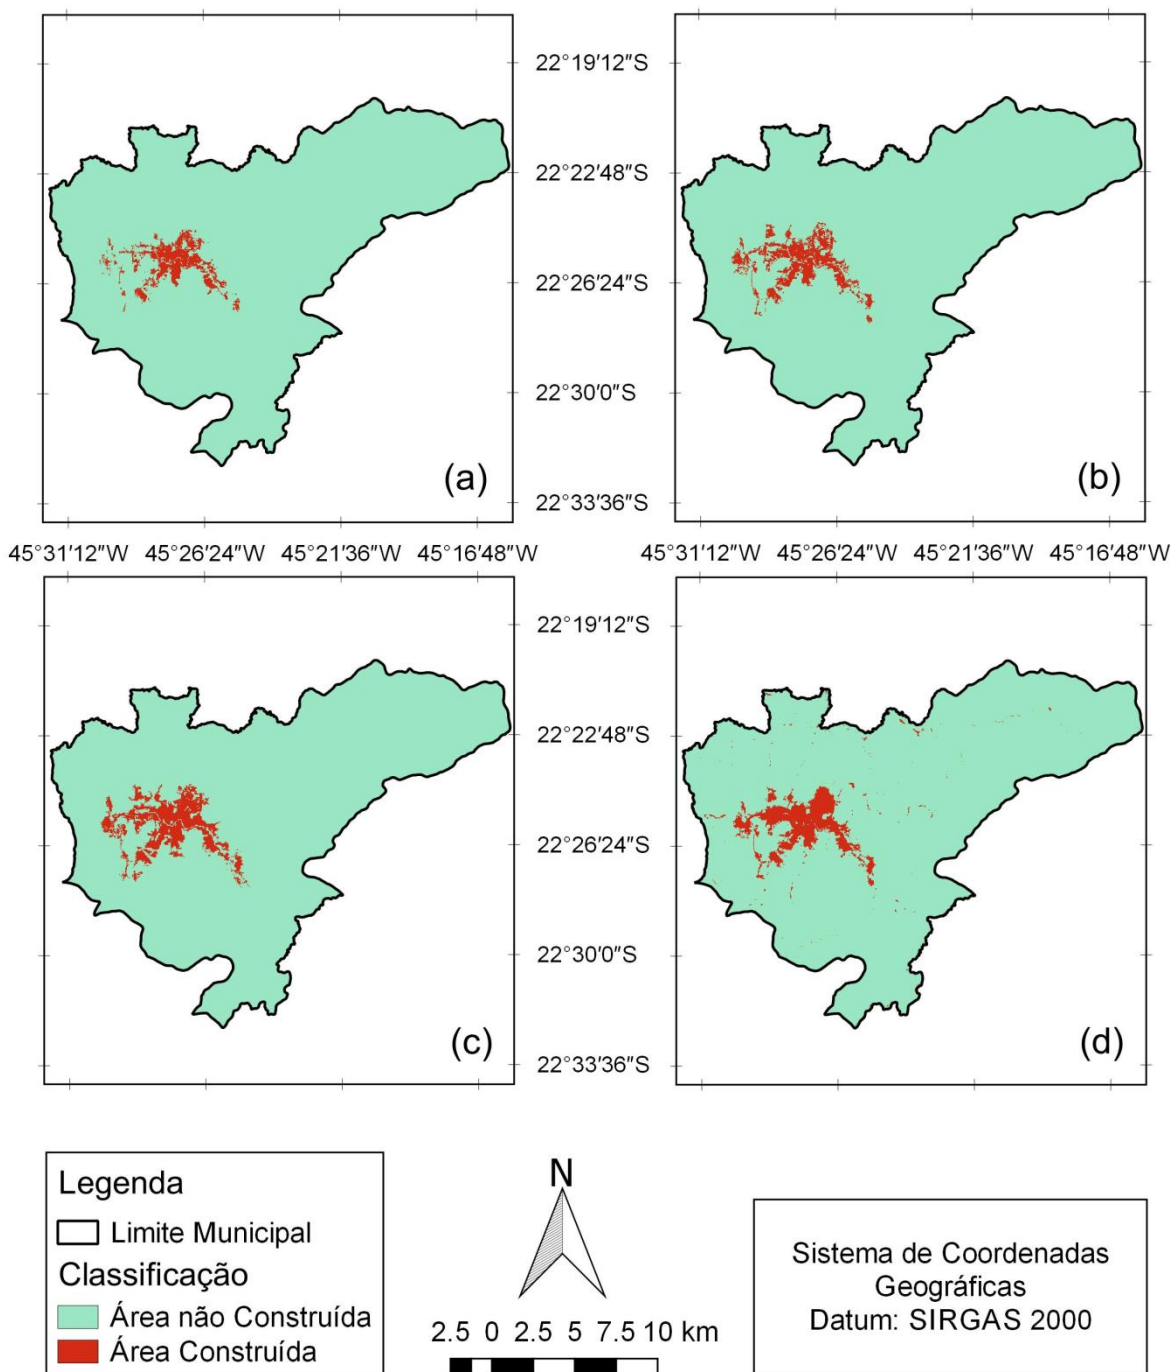 22°19'12"S
22°22'48"S
22°26'24"S
22°30'0"S
22°33'36"S
(a)
(b)
45°31'12"W 45°26'24"W 45°21'36"W 45°16'48"W
45°31'12"W 45°26'24"W 45°21'36"W 45°16'48"W
22°19'12"S
22°22'48"S
22°26'24"S
22°30'0"S
22°33'36"S
(c)
(d)
Legenda
Limite Municipal
Classificação
Área não Construída
Área Construída
N
2.5 0 2.5 5 7.5 10 km
Sistema de Coordenadas
Geográficas
Datum: SIRGAS 2000